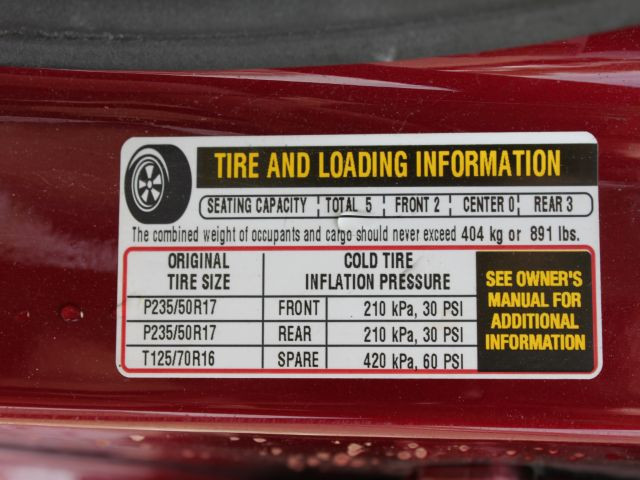 TIRE AND LOADING INFORMATION
SEATING CAPACITY TOTAL 5 FRONT 2 CENTER 0 REAR 3
The combined weight of occupants and cargo should never exceed 404 kg or 891 lbs.
ORIGINAL TIRE SIZE
COLD TIRE INFLATION PRESSURE
P235/50R17 FRONT 210 kPa, 30 PSI
P235/50R17 REAR 210 kPa, 30 PSI
T125/70R16 SPARE 420 kPa, 60 PSI
SEE OWNER'S
MANUAL FOR
ADDITIONAL
INFORMATION